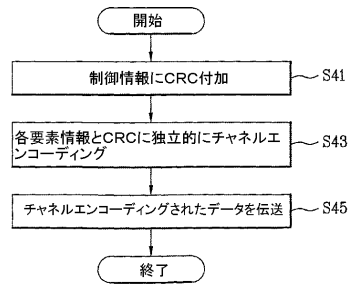 開始
制御情報にCRC付加
S41
各要素情報とCRCに独立的にチャネルエ
ンコーディング
S43
チャネルエンコーディングされたデータを伝送
S45
終了